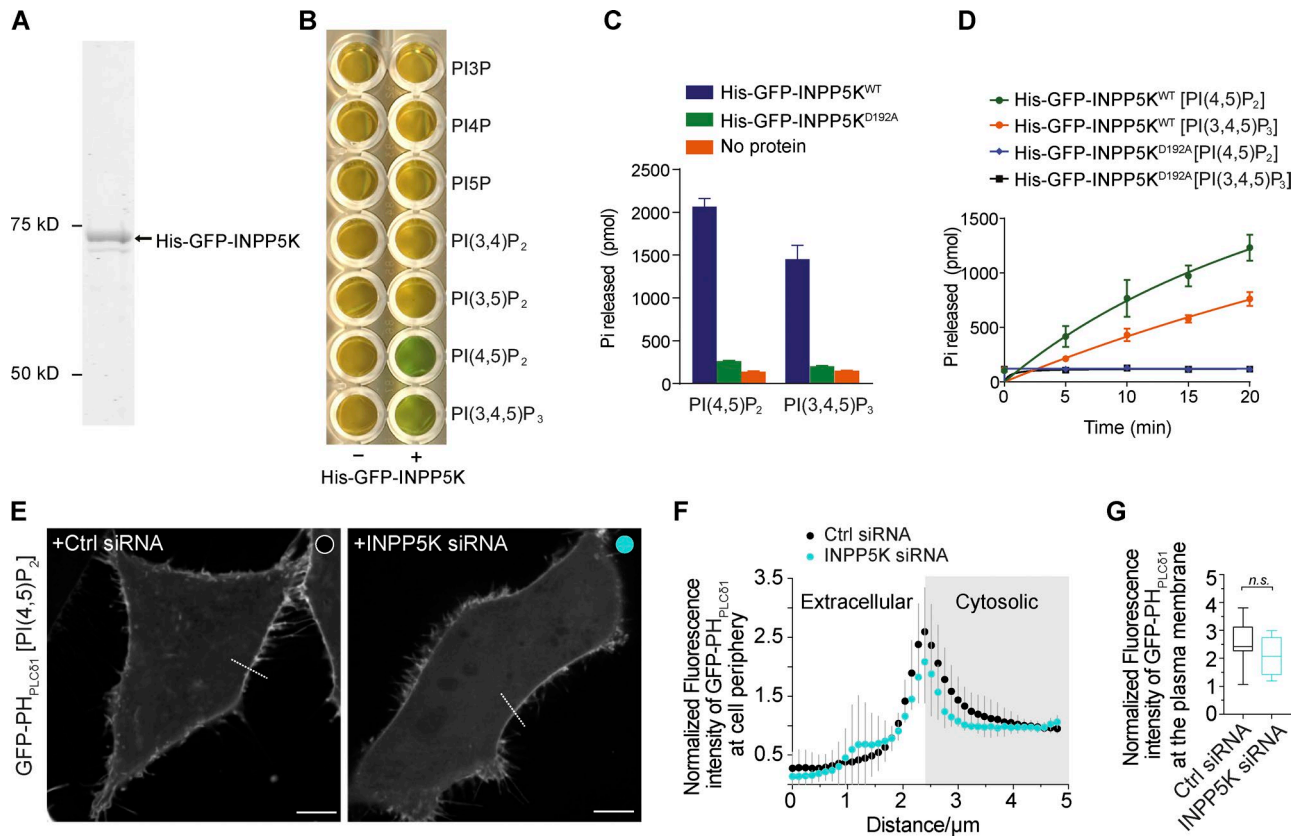 A
75 kD
50 kD
His-GFP-INPP5K
B
PI3P
PI4P
PI5P
PI(3,4)P₂
PI(3,5)P₂
PI(4,5)P₂
PI(3,4,5)P₃
– +
His-GFP-INPP5K
C
His-GFP-INPP5Kᵂᵀ
His-GFP-INPP5Kᴰ¹⁹²ᴬ
No protein
Pi released (pmol)
2500
2000
1500
1000
500
0
PI(4,5)P₂ PI(3,4,5)P₃
D
His-GFP-INPP5Kᵂᵀ [PI(4,5)P₂]
His-GFP-INPP5Kᵂᵀ [PI(3,4,5)P₃]
His-GFP-INPP5Kᴰ¹⁹²ᴬ[PI(4,5)P₂]
His-GFP-INPP5Kᴰ¹⁹²ᴬ[PI(3,4,5)P₃]
Pi released (pmol)
1500
1000
500
0
0 5 10 15 20
Time (min)
E
GFP-PH PLCδ1 [PI(4,5)P₂]
+Ctrl siRNA
+INPP5K siRNA
F
Ctrl siRNA
INPP5K siRNA
Normalized Fluorescence
intensity of GFP-PH PLCδ1
at cell periphery
3.5
2.5
1.5
0.5
Extracellular Cytosolic
0 1 2 3 4 5
Distance/μm
G
Normalized Fluorescence
intensity of GFP-PH PLCδ1
at the plasma membrane
5
4
3
2
1
0
n.s.
Ctrl siRNA
INPP5K siRNA